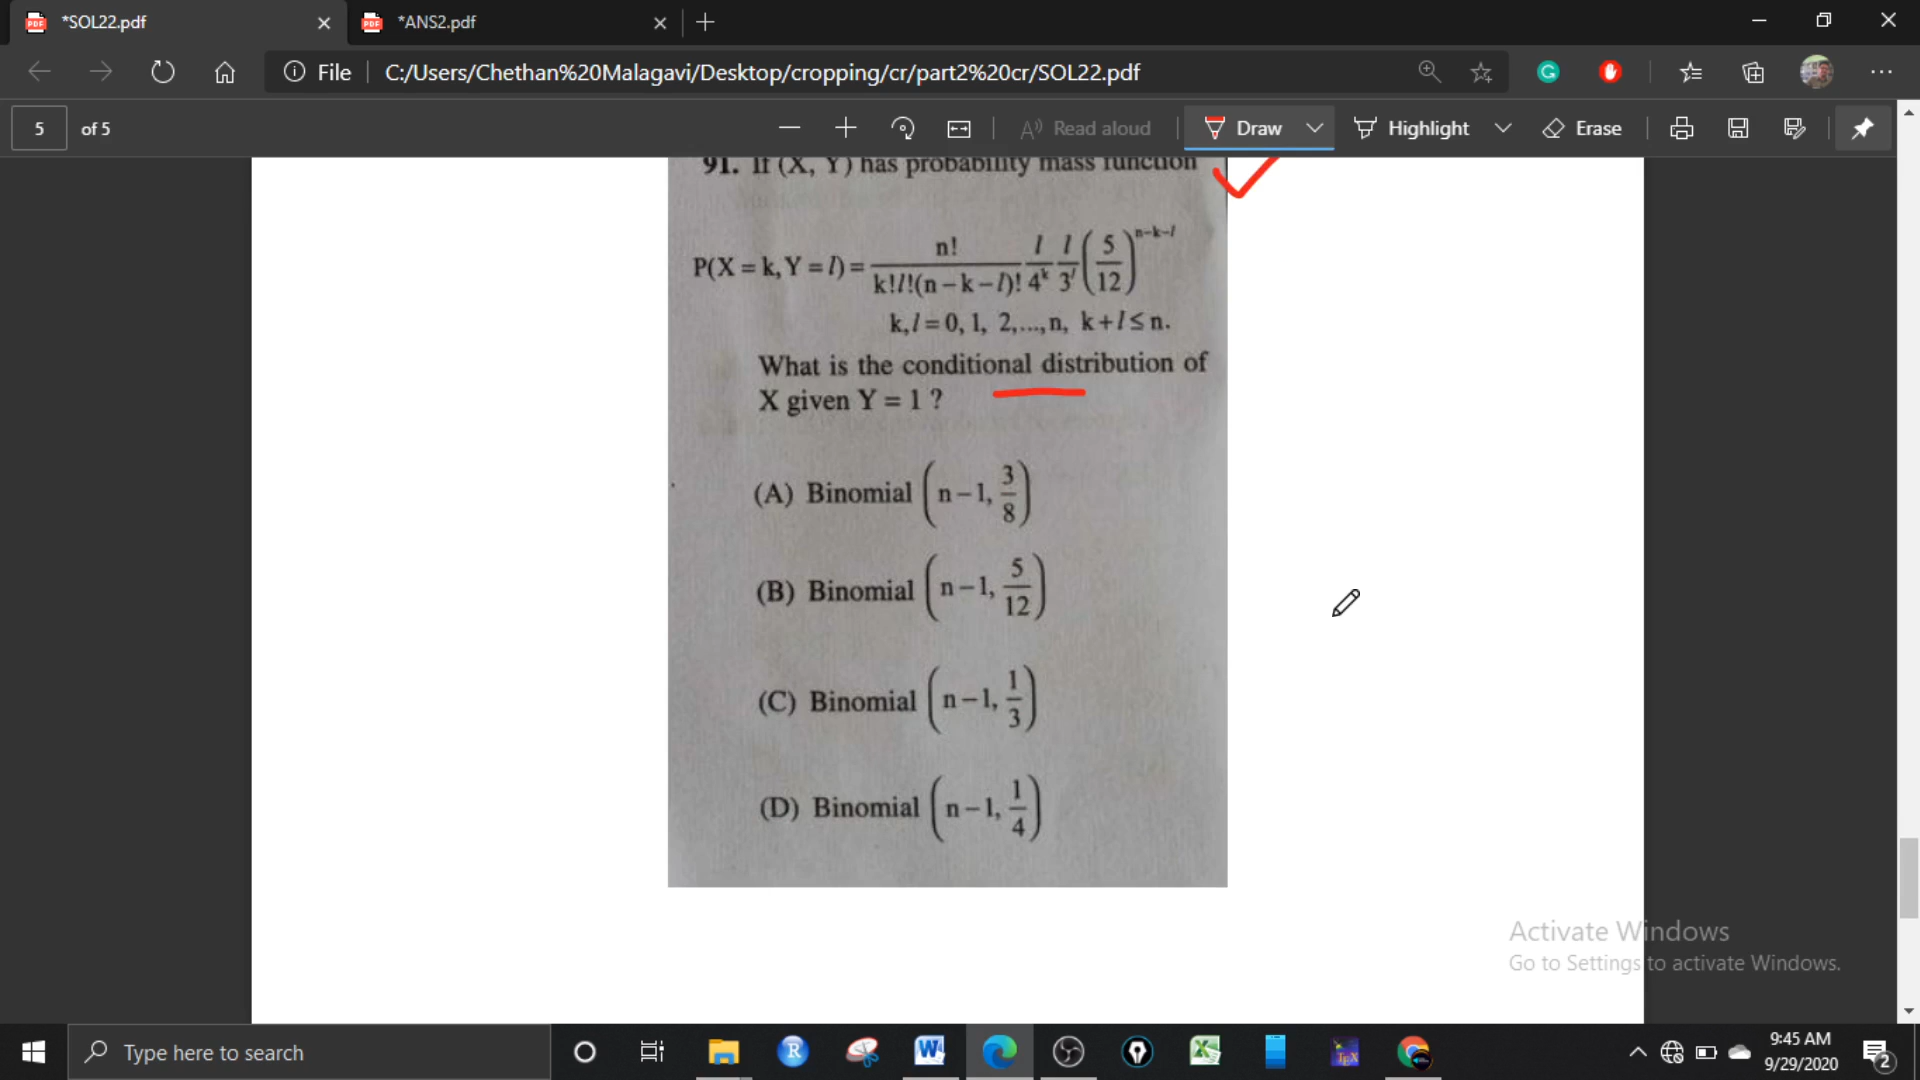 *SOL22.pdf
*ANS2.pdf
File
C:/Users/Chethan%20Malagavi/Desktop/cropping/cr/part2%20cr/SOL22.pdf
5 of 5
Read aloud
Draw
Highlight
Erase
91. If (X, Y) has probability mass function
P(X = k, Y = l) = n!/(k!l!(n – k – l)!) l/4^k l/3^l (5/12)^(n–k–l)
k, l = 0, 1, 2,..., n, k + l ≤ n.
What is the conditional distribution of
X given Y = 1 ?
(A) Binomial (n – 1, 3/8)
(B) Binomial (n – 1, 5/12)
(C) Binomial (n – 1, 1/3)
(D) Binomial (n – 1, 1/4)
Activate Windows
Go to Settings to activate Windows.
Type here to search
9:45 AM
9/29/2020
2